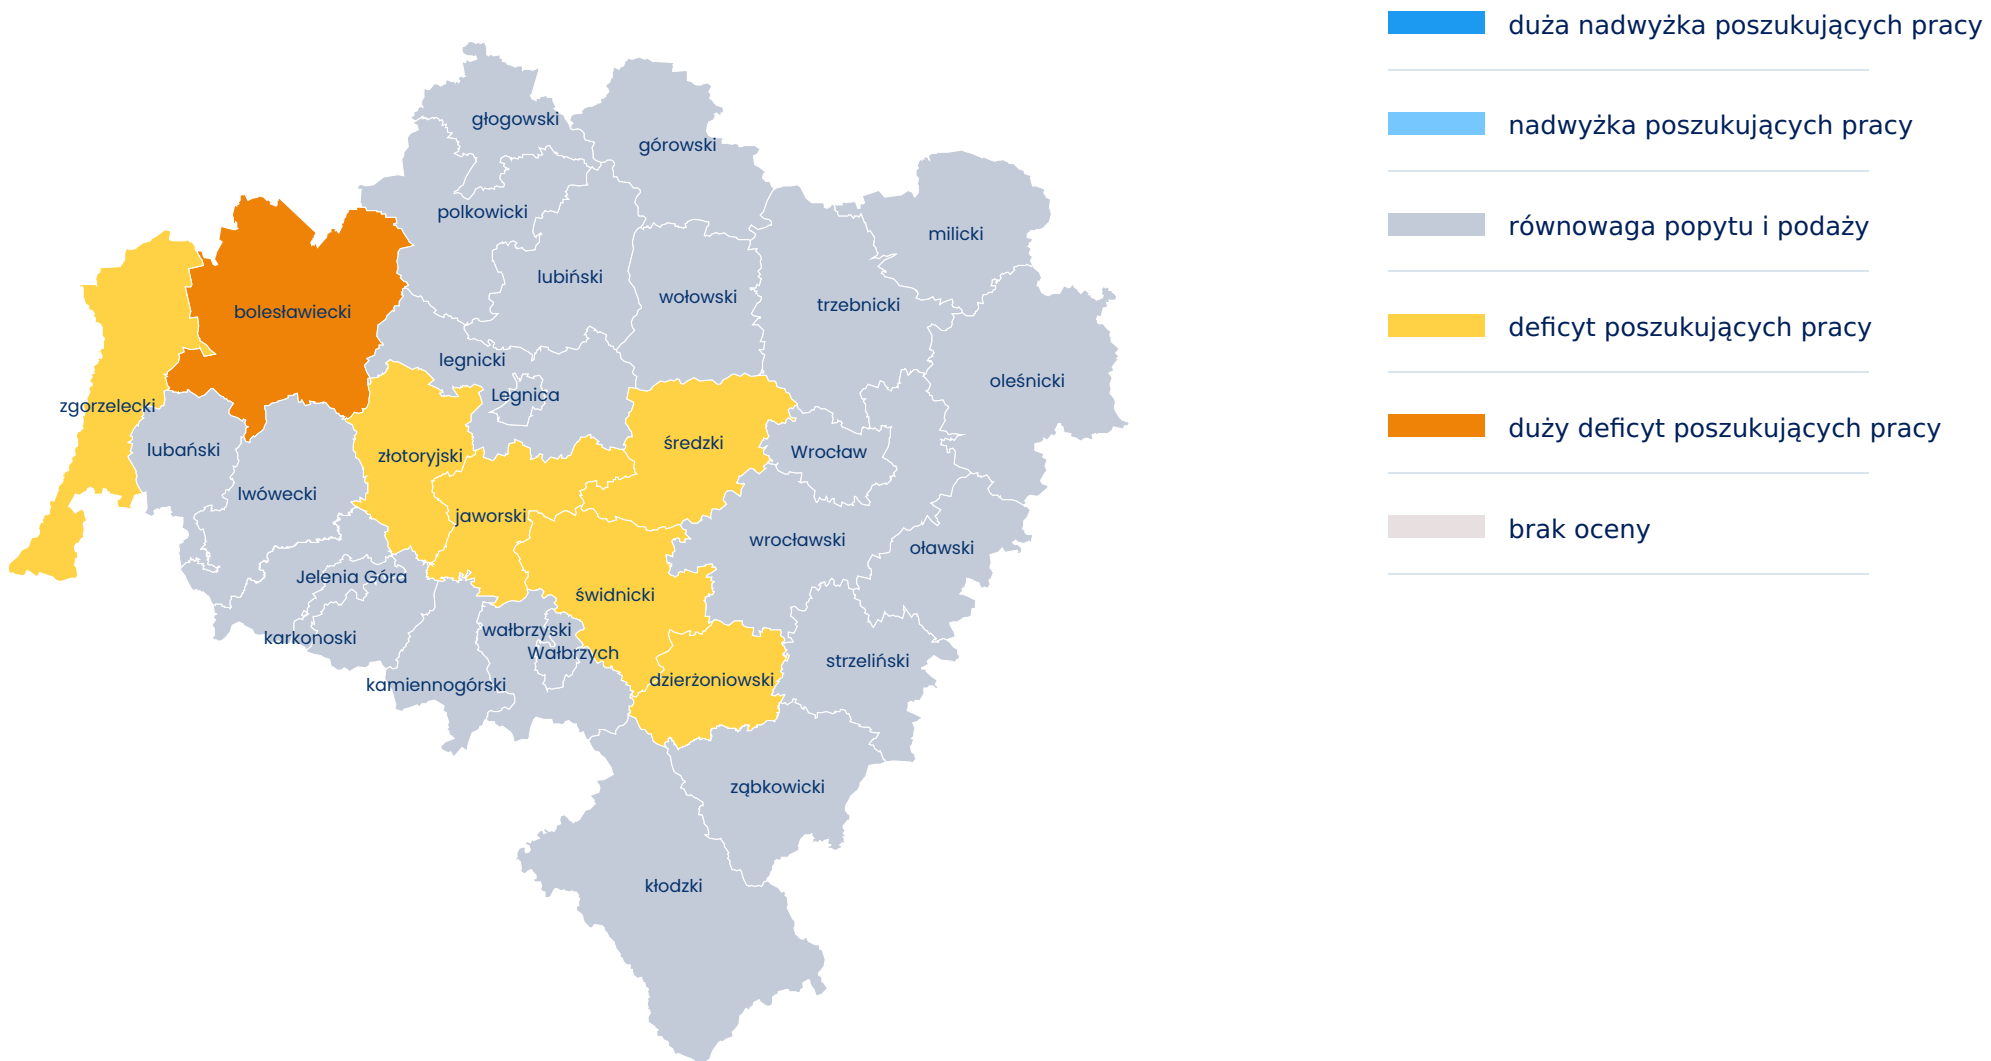 głogowski
górowski
polkowicki
milicki
lubiński
wołowski
trzebnicki
bolesławiecki
legnicki
Legnica
oleśnicki
zgorzelecki
lubański
złotoryjski
średzki
Wrocław
lwówecki
jaworski
wrocławski
oławski
Jelenia Góra
świdnicki
karkonoski
wałbrzyski
Wałbrzych
strzeliński
kamiennogórski
dzierżoniowski
ząbkowicki
kłodzki
duża nadwyżka poszukujących pracy
nadwyżka poszukujących pracy
równowaga popytu i podaży
deficyt poszukujących pracy
duży deficyt poszukujących pracy
brak oceny